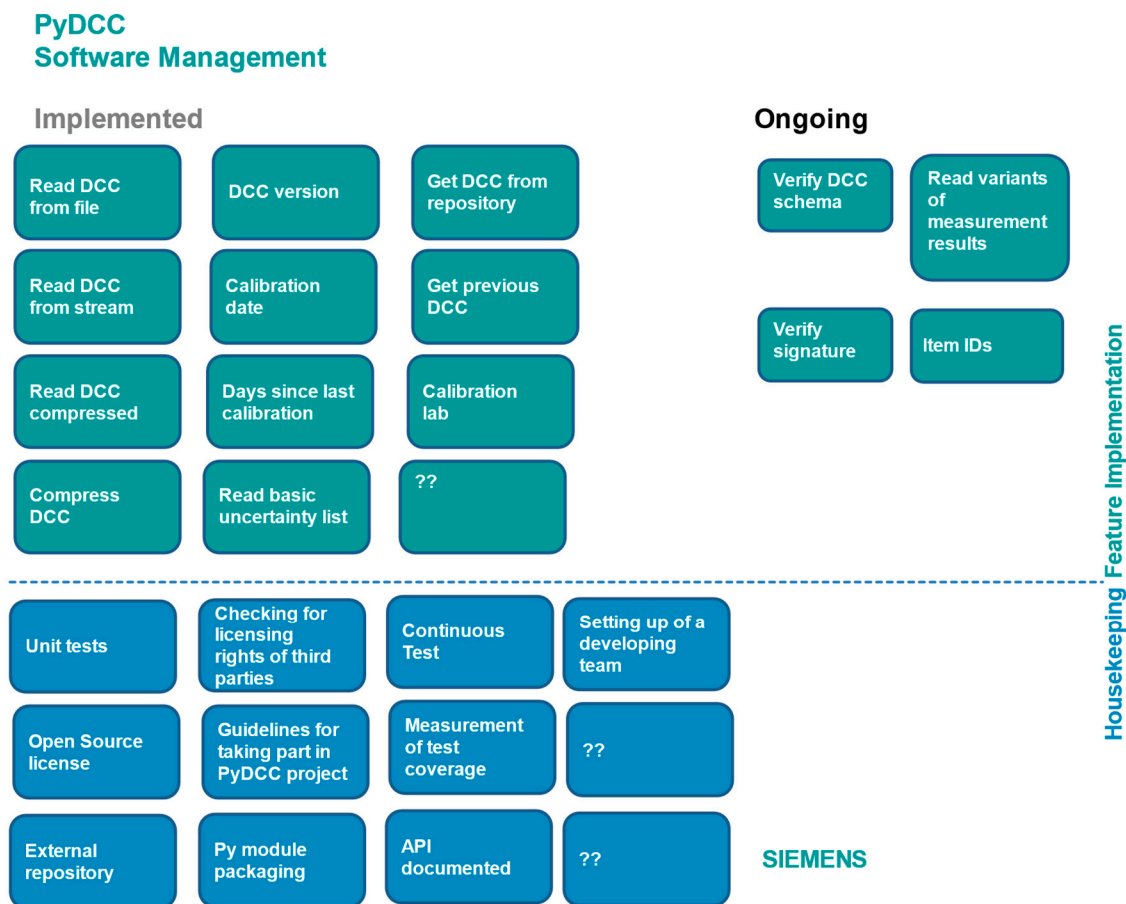 PyDCC
Software Management
Implemented
Ongoing
Read DCC
from file
DCC version
Get DCC from
repository
Verify DCC
schema
Read variants
of
measurement
results
Read DCC
from stream
Calibration
date
Get previous
DCC
Verify
signature
Item IDs
Read DCC
compressed
Days since last
calibration
Calibration
lab
Compress
DCC
Read basic
uncertainty list
??
Feature Implementation
Housekeeping
Unit tests
Checking for
licensing
rights of third
parties
Continuous
Test
Setting up of a
developing
team
Open Source
license
Guidelines for
taking part in
PyDCC project
Measurement
of test
coverage
??
External
repository
Py module
packaging
API
documented
??
SIEMENS